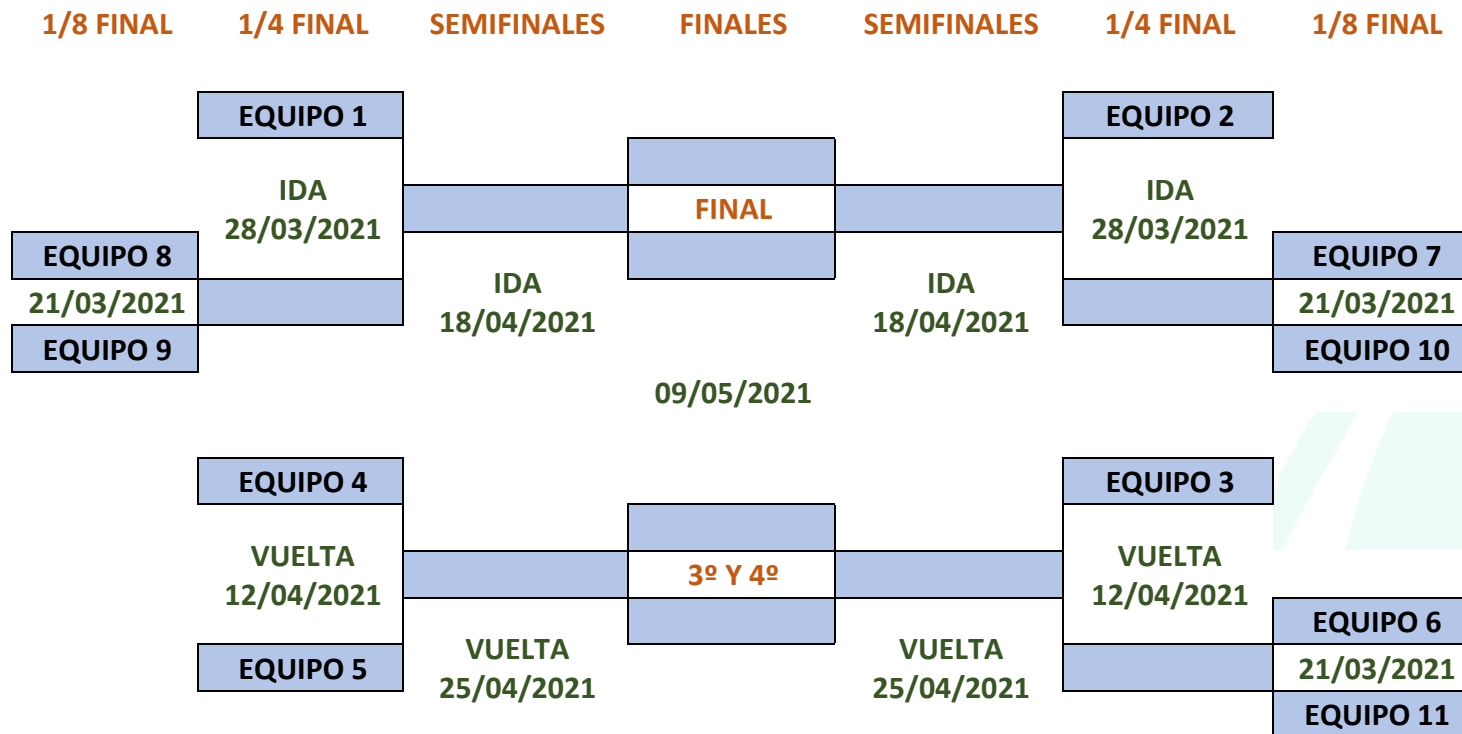 1/8 FINAL 1/4 FINAL SEMIFINALES FINALES SEMIFINALES 1/4 FINAL 1/8 FINAL
EQUIPO 1 EQUIPO 2
IDA IDA
FINAL
28/03/2021 28/03/2021
EQUIPO 8 EQUIPO 7
IDA IDA
21/03/2021 21/03/2021
18/04/2021 18/04/2021
EQUIPO 9 EQUIPO 10
09/05/2021
EQUIPO 4 EQUIPO 3
VUELTA VUELTA
3º Y 4º
12/04/2021 12/04/2021
EQUIPO 6
VUELTA VUELTA
EQUIPO 5 21/03/2021
25/04/2021 25/04/2021
EQUIPO 11